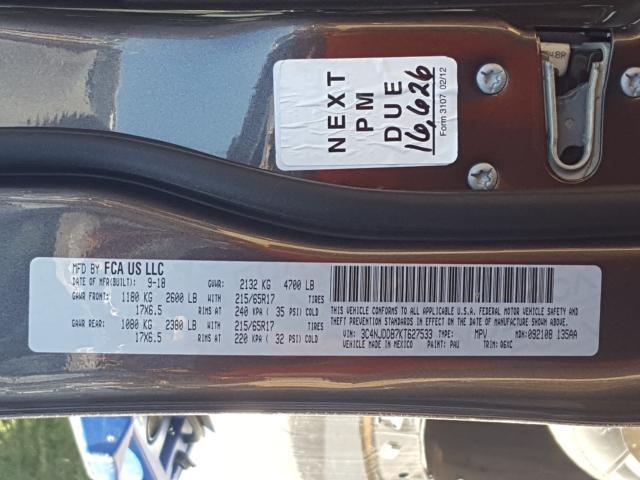 NEXT
PM
DUE
16,626
Form 3107 02/12
MFD BY FCA US LLC
DATE OF MFR(BUILT): 9-18 GVWR: 2132 KG 4700 LB
GAWR FRONT: 1180 KG 2600 LB WITH 215/65R17 TIRES
17X6.5 RIMS AT 240 KPA ( 35 PSI) COLD
GAWR REAR: 1080 KG 2380 LB WITH 215/65R17 TIRES
17X6.5 RIMS AT 220 KPA ( 32 PSI) COLD
THIS VEHICLE CONFORMS TO ALL APPLICABLE U.S.A. FEDERAL MOTOR VEHICLE SAFETY,
BUMPER, AND THEFT PREVENTION STANDARDS IN EFFECT ON THE DATE OF MANUFACTURE SHOWN ABOVE.
VIN: 3C4NJDDB7KT627533 TYPE: MPV MDH: 092108 135AA
VEHICLE MADE IN MEXICO PAINT: PAU TRIM: 06XC